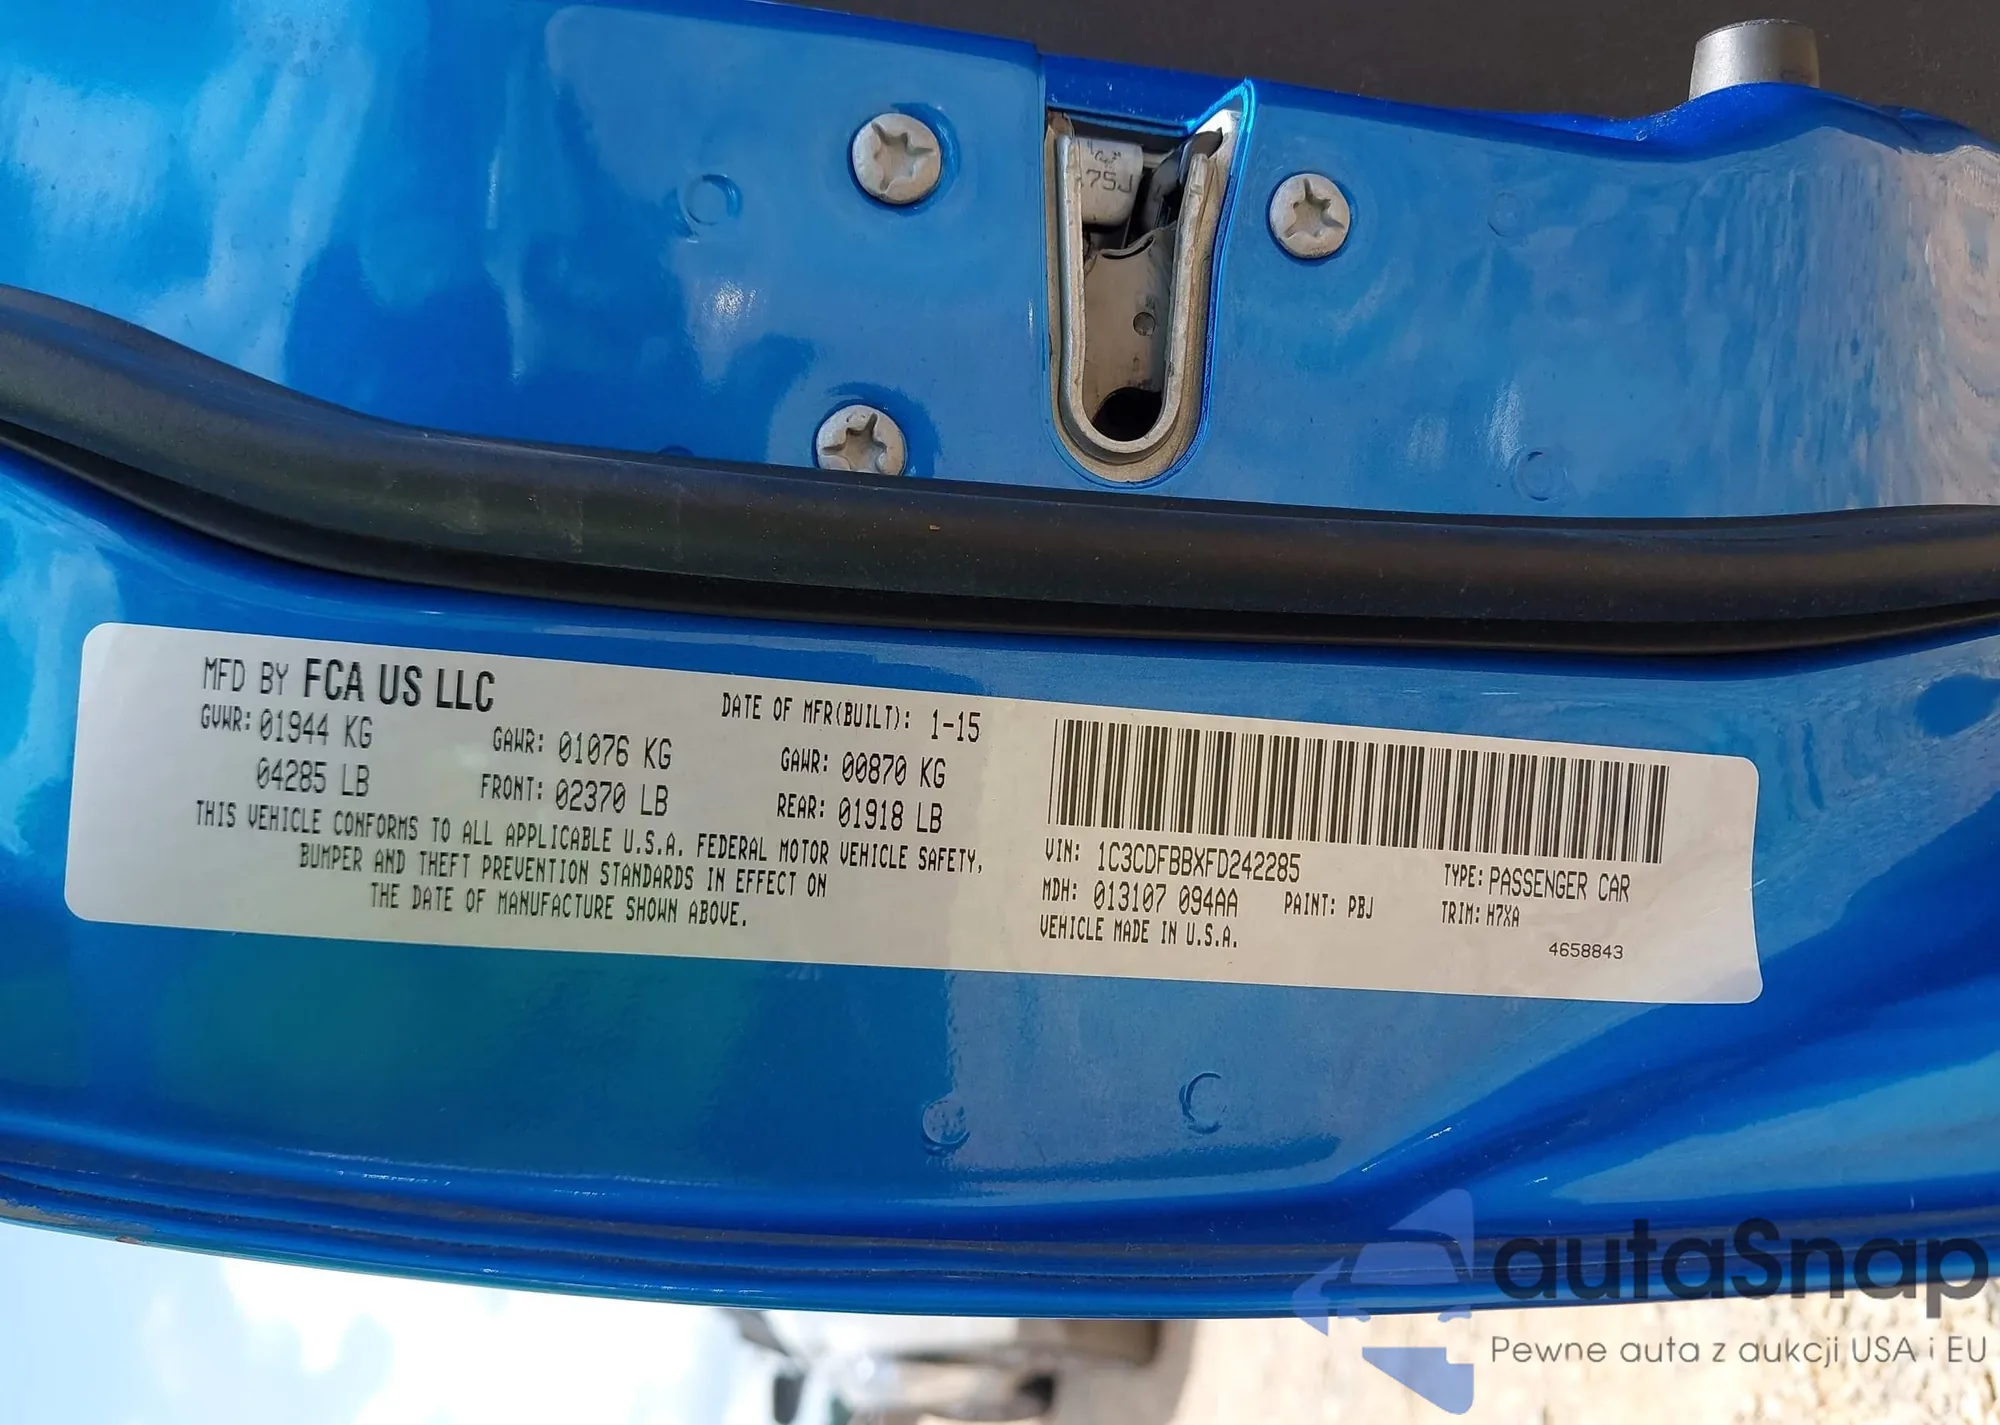 75J
MFD BY FCA US LLC
DATE OF MFR(BUILT): 1-15
GVWR: 01944 KG GAWR: 01076 KG GAWR: 00870 KG
04285 LB FRONT: 02370 LB REAR: 01918 LB
THIS VEHICLE CONFORMS TO ALL APPLICABLE U.S.A. FEDERAL MOTOR VEHICLE SAFETY,
BUMPER AND THEFT PREVENTION STANDARDS IN EFFECT ON
THE DATE OF MANUFACTURE SHOWN ABOVE.
VIN: 1C3CDFBBXFD242285 TYPE: PASSENGER CAR
MDH: 013107 094AA PAINT: PBJ TRIM: H7XA
VEHICLE MADE IN U.S.A.
4658843
autaSnap
Pewne auta z aukcji USA i EU